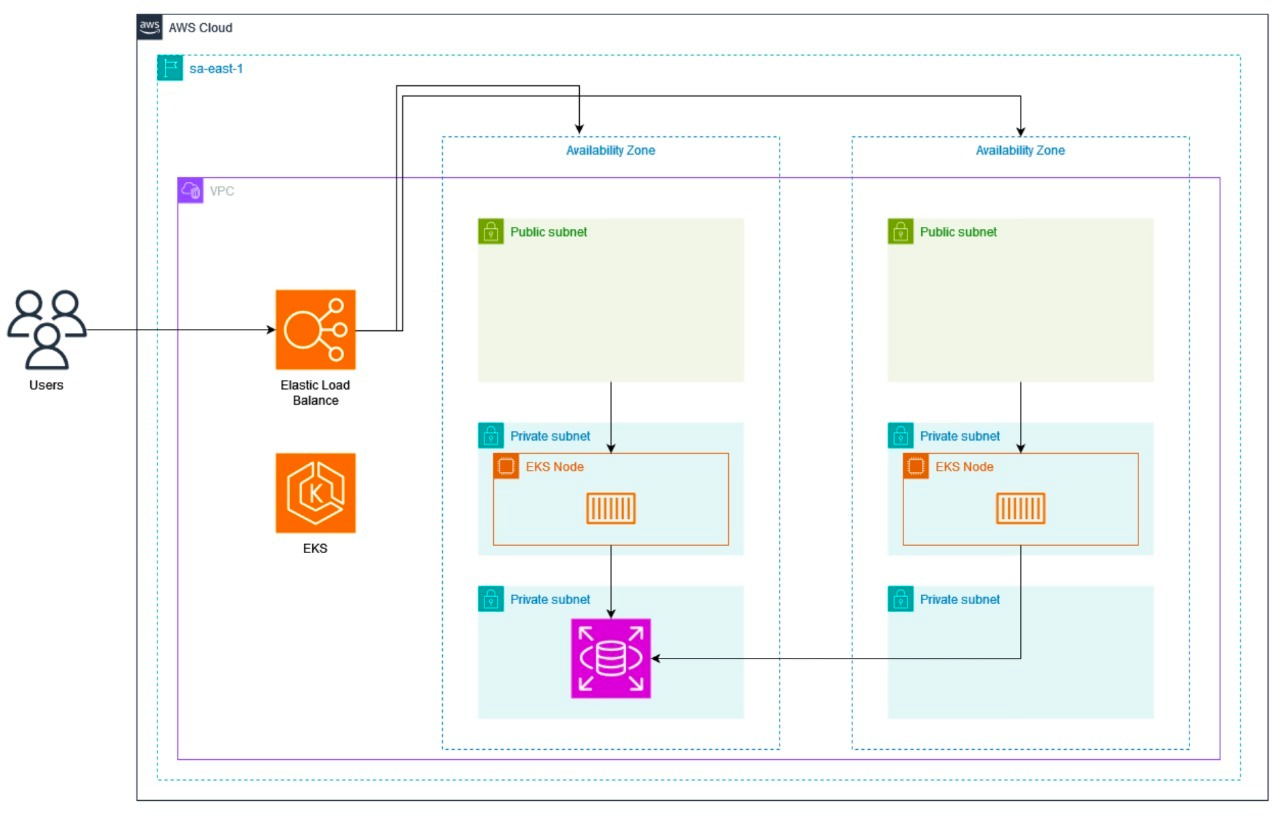 aws
AWS Cloud
sa-east-1
Availability Zone
Availability Zone
VPC
Public subnet
Public subnet
Users
Elastic Load
Balance
Private subnet
Private subnet
EKS Node
EKS Node
K
EKS
Private subnet
Private subnet